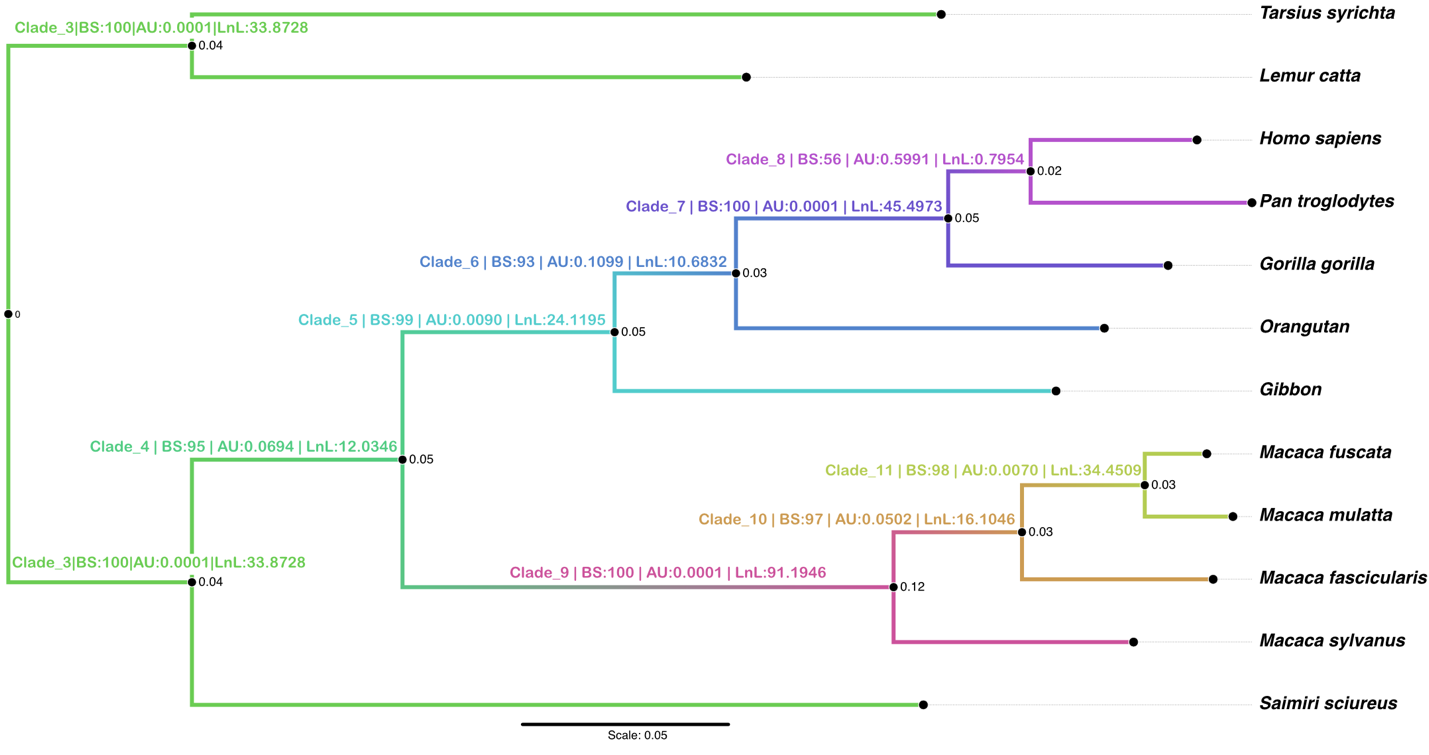 Tarsius syrichta
Clade_3|BS:100|AU:0.0001|LnL:33.8728
0.04
Lemur catta
Homo sapiens
Clade_8 | BS:56 | AU:0.5991 | LnL:0.7954
0.02
Pan troglodytes
Clade_7 | BS:100 | AU:0.0001 | LnL:45.4973
0.05
Gorilla gorilla
Clade_6 | BS:93 | AU:0.1099 | LnL:10.6832
0.03
0
Clade_5 | BS:99 | AU:0.0090 | LnL:24.1195
0.05
Orangutan
Gibbon
Clade_4 | BS:95 | AU:0.0694 | LnL:12.0346
0.05
Macaca fuscata
Clade_11 | BS:98 | AU:0.0070 | LnL:34.4509
0.03
Macaca mulatta
Clade_10 | BS:97 | AU:0.0502 | LnL:16.1046
0.03
Clade_3|BS:100|AU:0.0001|LnL:33.8728
0.04
Clade_9 | BS:100 | AU:0.0001 | LnL:91.1946
0.12
Macaca fascicularis
Macaca sylvanus
Saimiri sciureus
Scale: 0.05